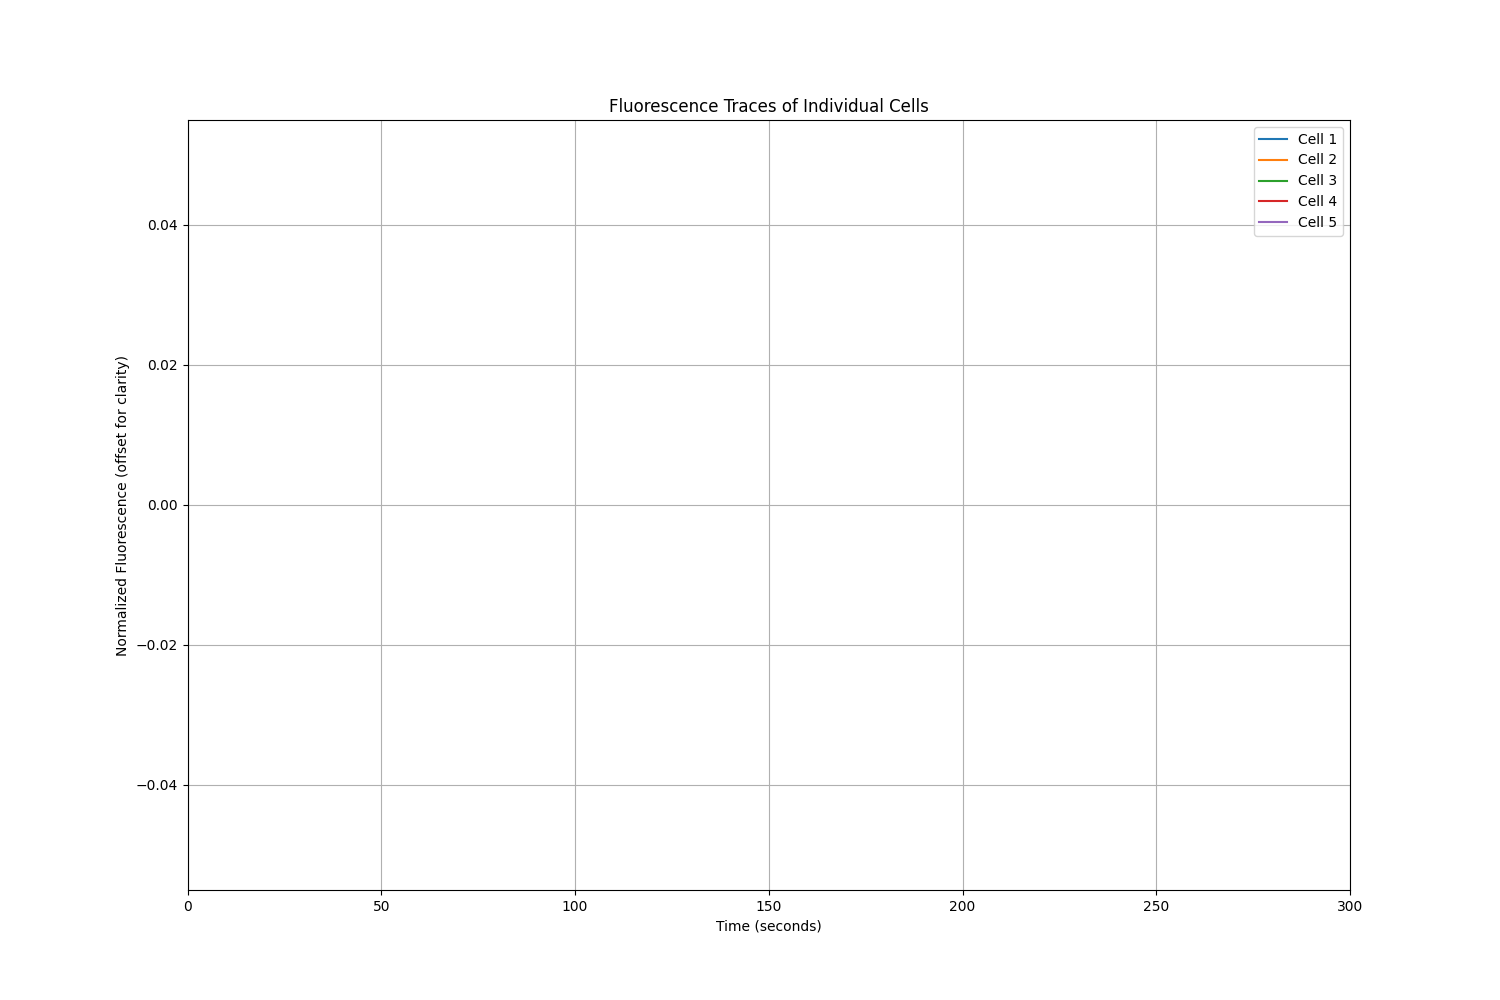 Fluorescence Traces of Individual Cells
Cell 1
Cell 2
Cell 3
Cell 4
Cell 5
Normalized Fluorescence (offset for clarity)
0.04
0.02
0.00
−0.02
−0.04
0 50 100 150 200 250 300
Time (seconds)